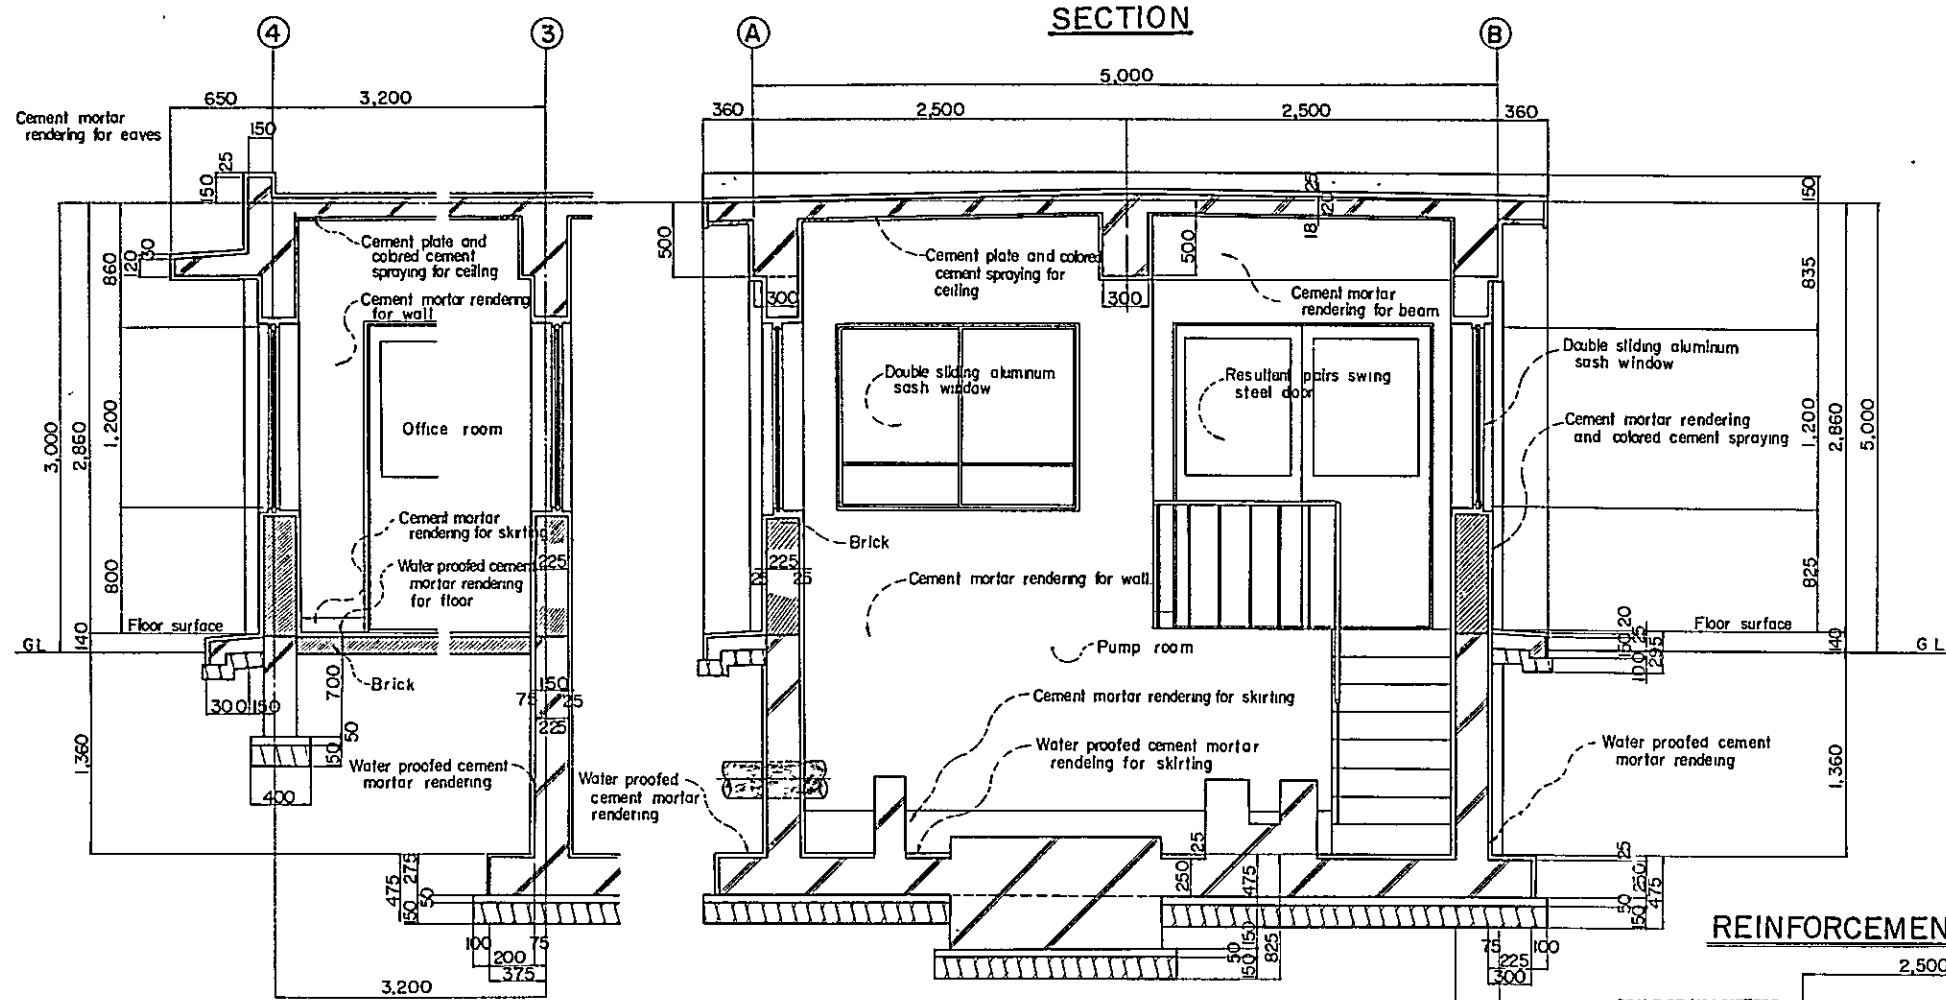 SECTION
4
3
A
B
5,000
650
3,200
360
2,500
2,500
360
Cement mortar
rendering for eaves
150
25
150
25
120
18
150
500
500
Cement plate and
colored cement
spraying for ceiling
Cement plate and colored
cement spraying for
ceiling
30
120
860
835
300
300
Cement mortar
rendering for beam
Cement mortar rendering
for wall
Double sliding aluminum
sash window
Double sliding aluminum
sash window
Resultant pairs swing
steel door
3,000
2,860
1,200
Office room
1,200
2,860
5,000
Cement mortar rendering
and colored cement spraying
Cement mortar
rendering for skirting
Brick
225
225
25
25
Water proofed cement
mortar rendering
for floor
Cement mortar rendering for wall
800
825
Floor surface
Floor surface
20
25
150
100
295
140
140
GL
GL
Pump room
Brick
700
150
75
25
225
300
150
50
150
400
Cement mortar rendering for skirting
Water proofed cement mortar
rendeing for skirting
Water proofed cement
mortar rendering
Water proofed
cement mortar
rendering
Water proofed cement
mortar rendeing
1,360
1,360
25
25
275
475
50
150
250
475
250
475
50
150
100
75
200
375
3,200
50
150
150
825
75
100
225
300
REINFORCEMEN
2,500